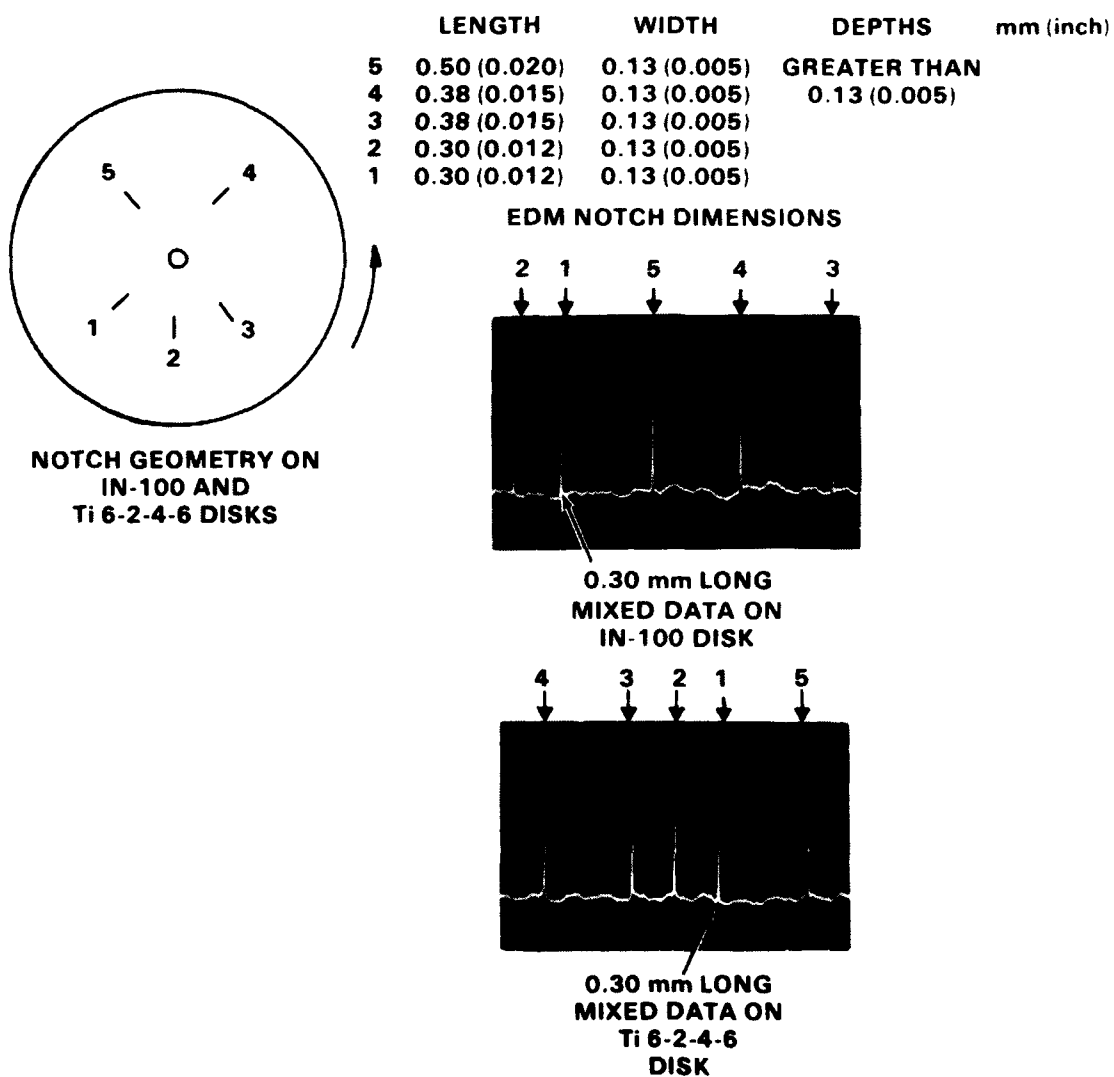 LENGTH WIDTH DEPTHS mm (inch)
5 0.50 (0.020) 0.13 (0.005) GREATER THAN
4 0.38 (0.015) 0.13 (0.005) 0.13 (0.005)
3 0.38 (0.015) 0.13 (0.005)
2 0.30 (0.012) 0.13 (0.005)
1 0.30 (0.012) 0.13 (0.005)
EDM NOTCH DIMENSIONS
5 4
1 2 3
NOTCH GEOMETRY ON
IN-100 AND
Ti 6-2-4-6 DISKS
2 1 5 4 3
0.30 mm LONG
MIXED DATA ON
IN-100 DISK
4 3 2 1 5
0.30 mm LONG
MIXED DATA ON
Ti 6-2-4-6
DISK